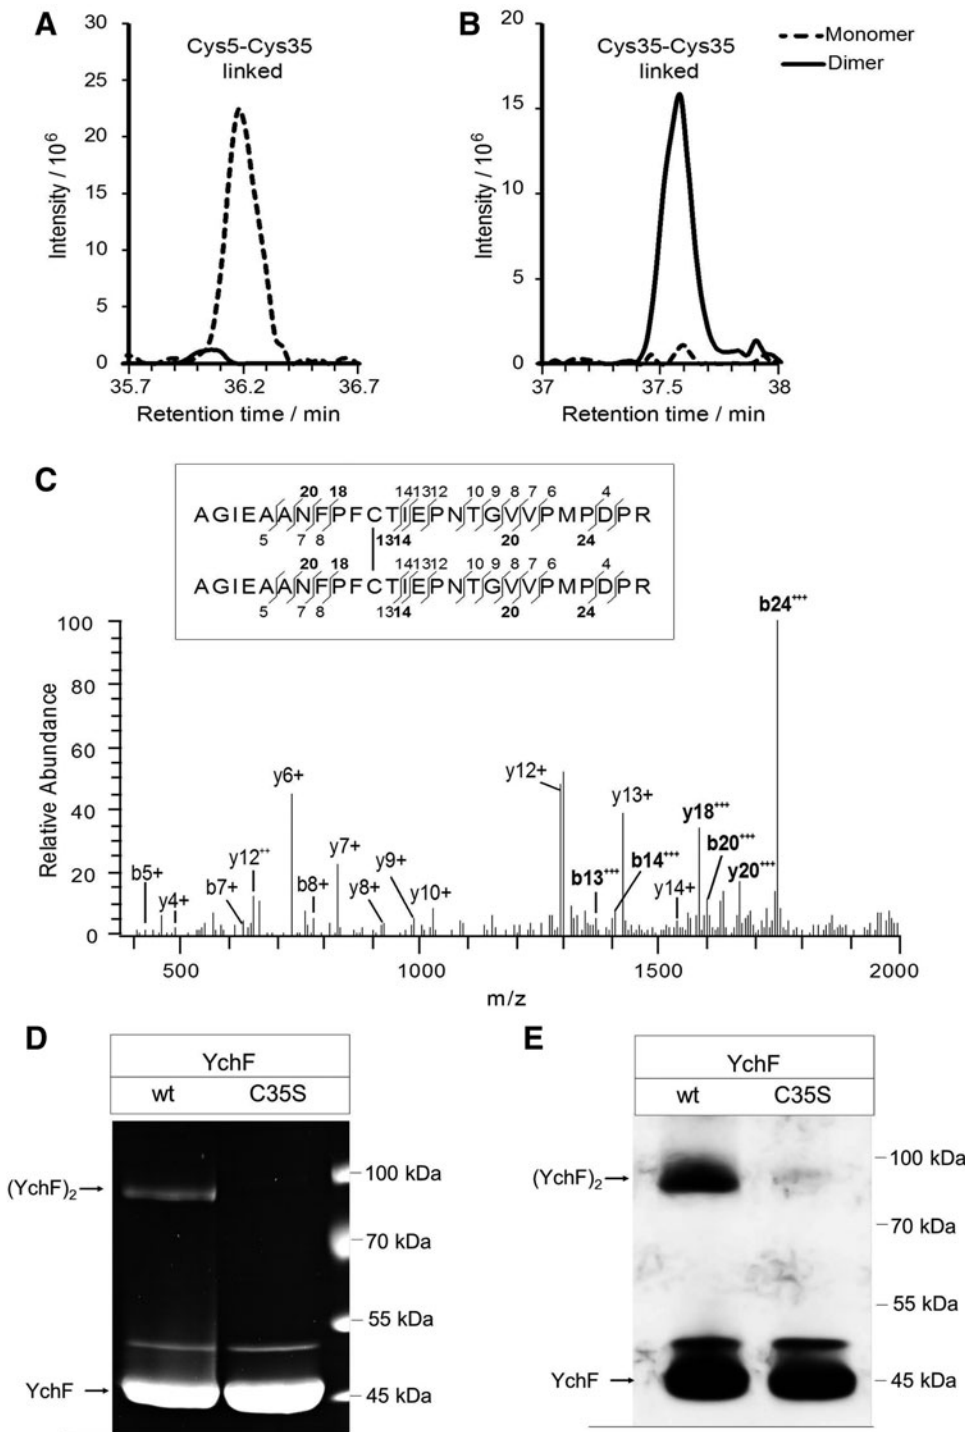 A
Cys5-Cys35
linked
Intensity / 10⁶
30
25
20
15
10
5
0
35.7
36.2
36.7
Retention time / min
B
Cys35-Cys35
linked
Monomer
Dimer
Intensity / 10⁶
20
15
10
5
0
37
37.5
38
Retention time / min
C
20 18 14 13 12 10 9 8 7 6 4
AGIEAANFPFCTIEPNTGVVPMPDPR
5 7 8 13 14 20 24
20 18 14 13 12 10 9 8 7 6 4
AGIEAANFPFCTIEPNTGVVPMPDPR
5 7 8 13 14 20 24
Relative Abundance
100
80
60
40
20
0
b5+
y4+
b7+
y12++
y6+
b8+
y7+
y8+
y9+
y10+
y12+
b13+++
y13+
b14+++
y14+
y18+++
b20+++
y20+++
b24+++
500
1000
1500
2000
m/z
D
YchF
wt C35S
(YchF)₂
YchF
100 kDa
70 kDa
55 kDa
45 kDa
E
YchF
wt C35S
(YchF)₂
YchF
100 kDa
70 kDa
55 kDa
45 kDa